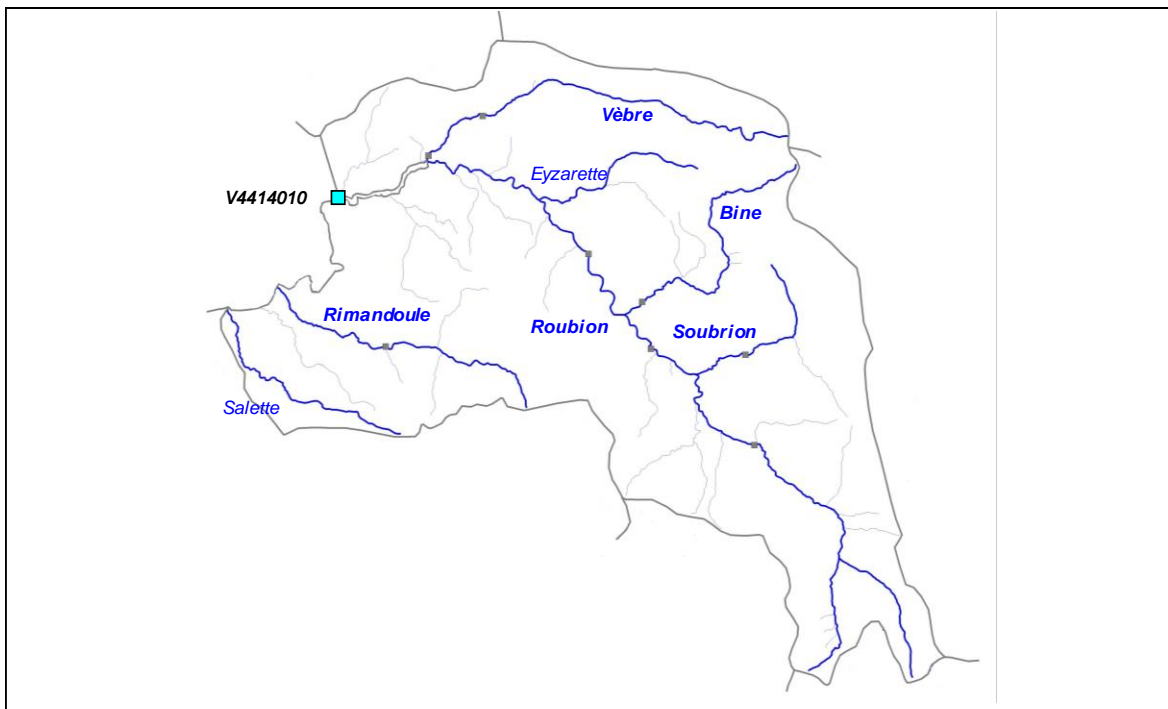 Vèbre
Eyzarette
V4414010
Bine
Rimandoule
Roubion
Soubrion
Salette